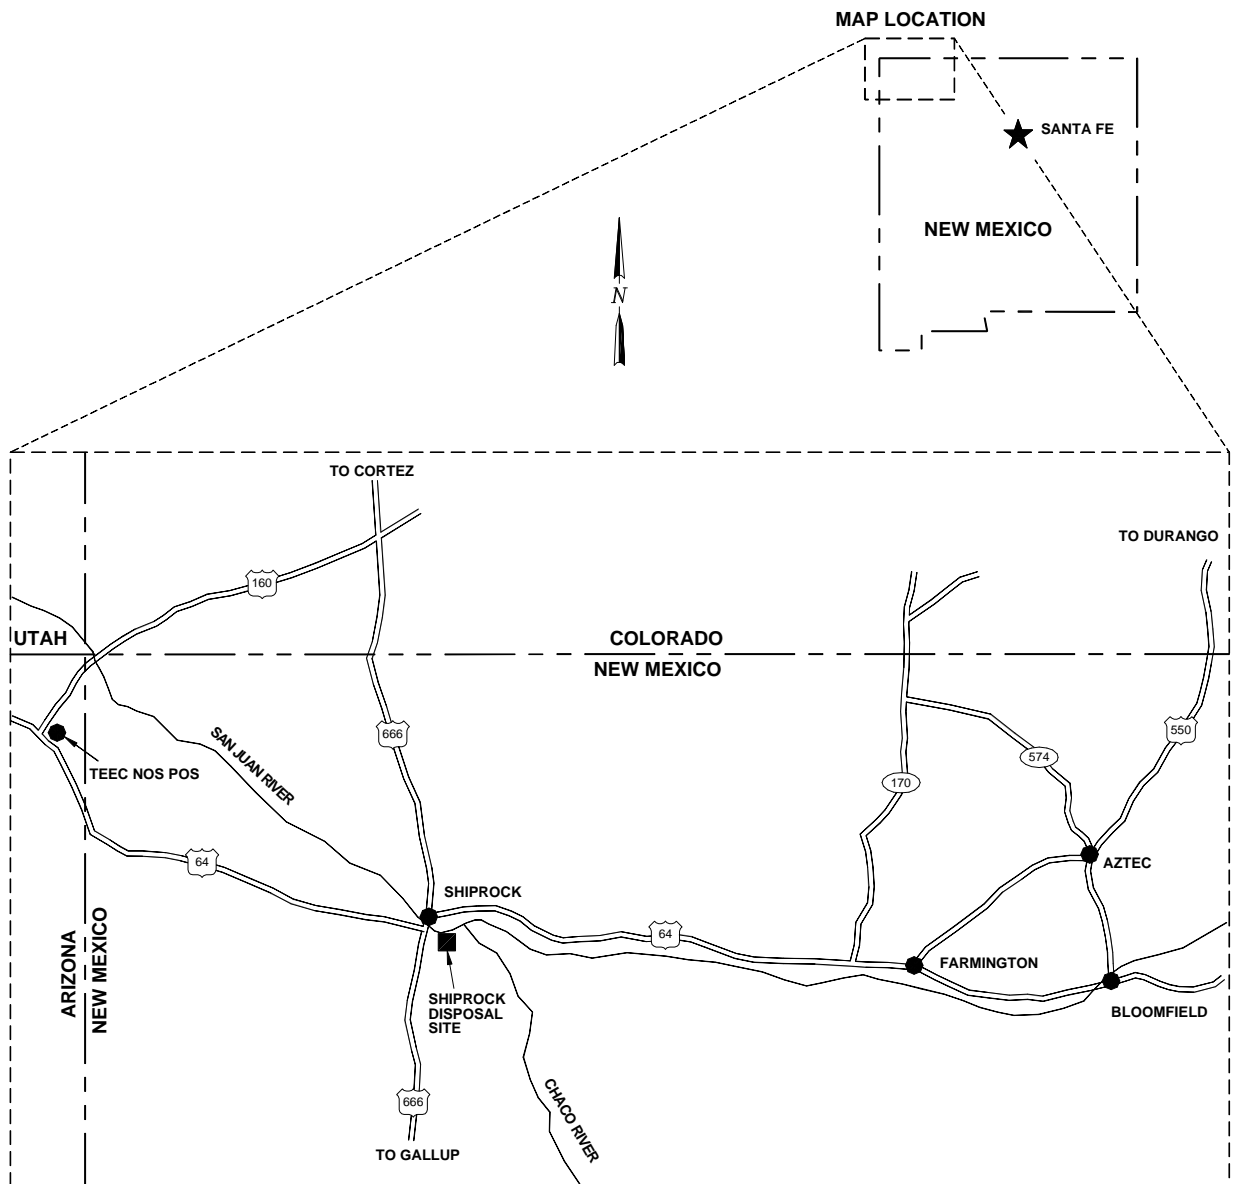 MAP LOCATION
SANTA FE
NEW MEXICO
N
TO CORTEZ
TO DURANGO
160
UTAH
COLORADO
NEW MEXICO
SAN JUAN RIVER
666
550
574
TEEC NOS POS
170
64
AZTEC
SHIPROCK
64
FARMINGTON
ARIZONA
NEW MEXICO
SHIPROCK
DISPOSAL
SITE
BLOOMFIELD
CHACO RIVER
666
TO GALLUP